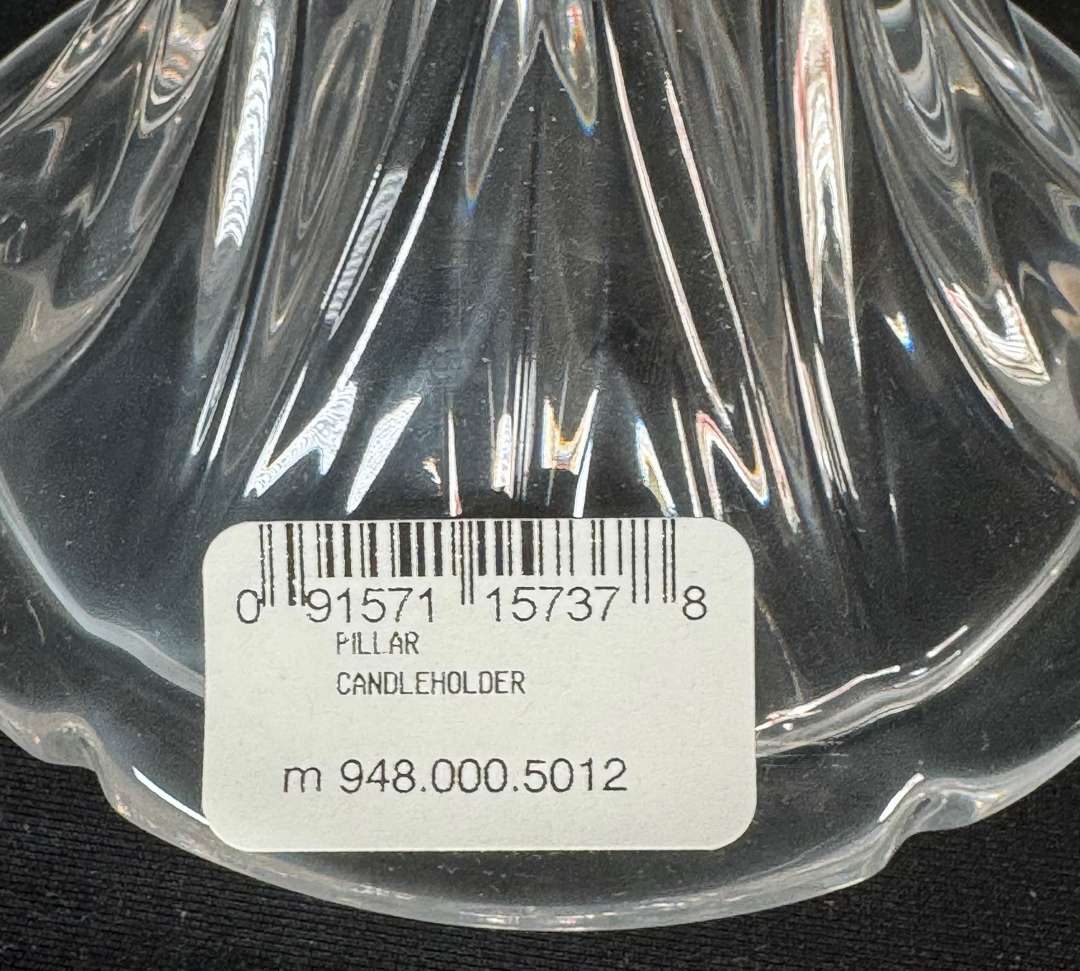 0 91571 15737 8
PILLAR
CANDLEHOLDER
m 948.000.5012